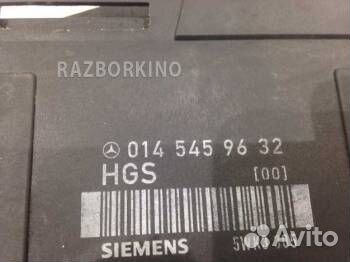 RAZBORKINO
014 545 96 32
HGS [00]
SIEMENS
Avito